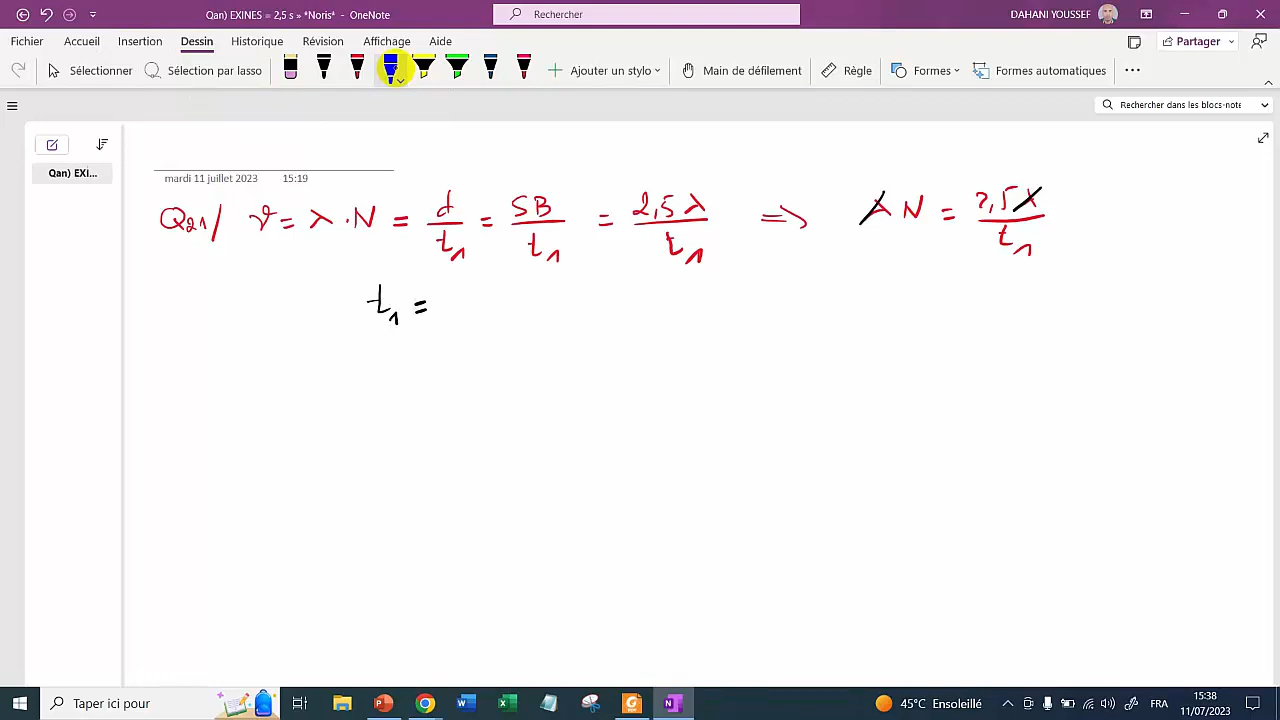 Qan) EXINES = 2,5 s » *Noris* - OneNote
Rechercher
DAHANI YOUSSEF
Fichier Accueil Insertion Dessin Historique Révision Affichage Aide
Partager
Sélectionner Sélection par lasso Ajouter un stylo Main de défilement Règle Formes Formes automatiques
Rechercher dans les blocs-note
Qan) EXi...
mardi 11 juillet 2023 15:19
Q21/ v = λ . N = d/t1 = SB/t1 = 2,5 λ/t1 => λ N = 2,5 λ/t1
t1 =
Taper ici pour
45°C Ensoleillé
FRA
15:38
11/07/2023